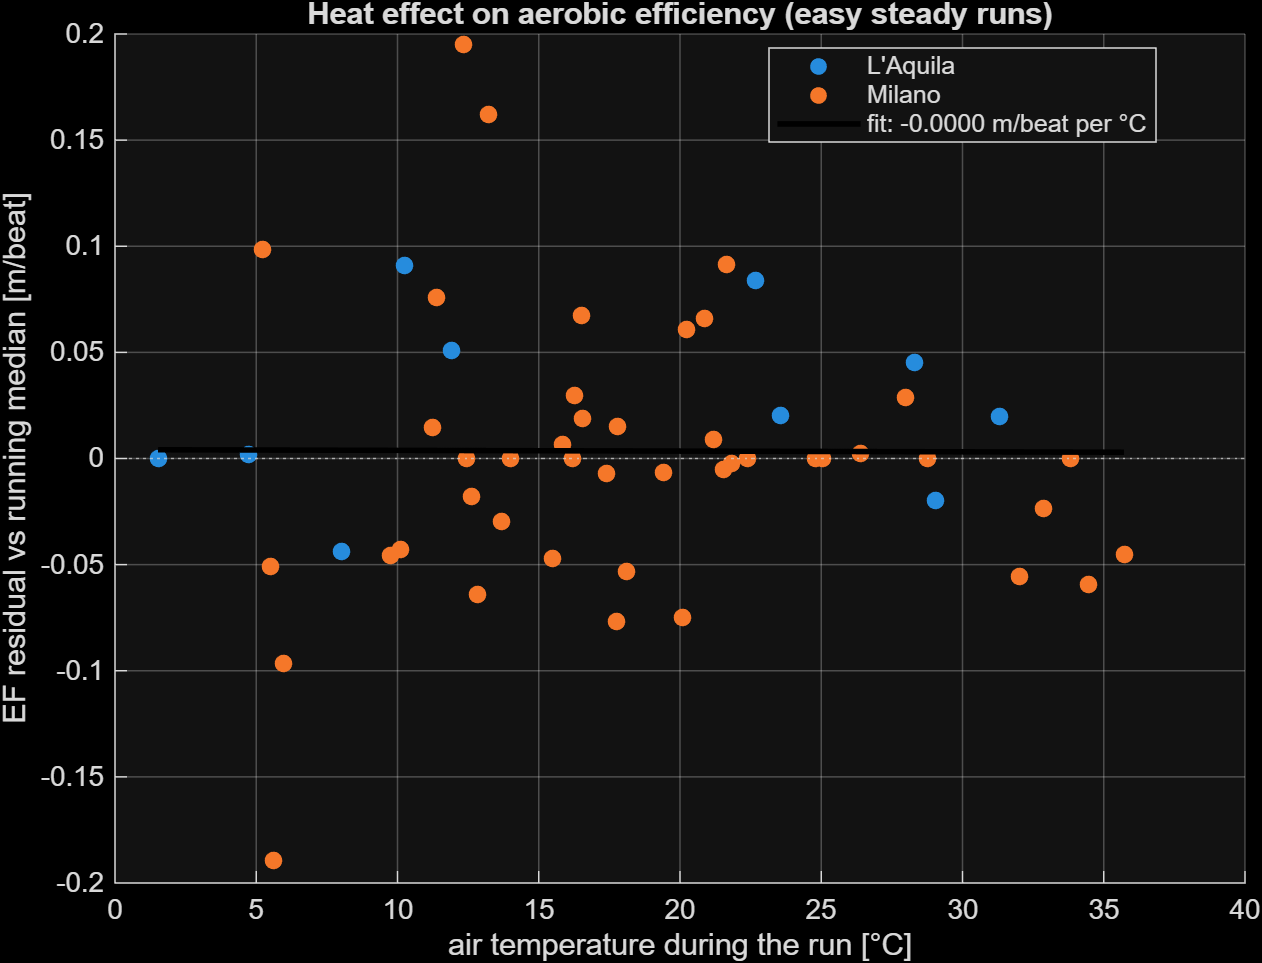 Heat effect on aerobic efficiency (easy steady runs)
L'Aquila
Milano
fit: -0.0000 m/beat per °C
EF residual vs running median [m/beat]
0.2
0.15
0.1
0.05
0
-0.05
-0.1
-0.15
-0.2
0 5 10 15 20 25 30 35 40
air temperature during the run [°C]